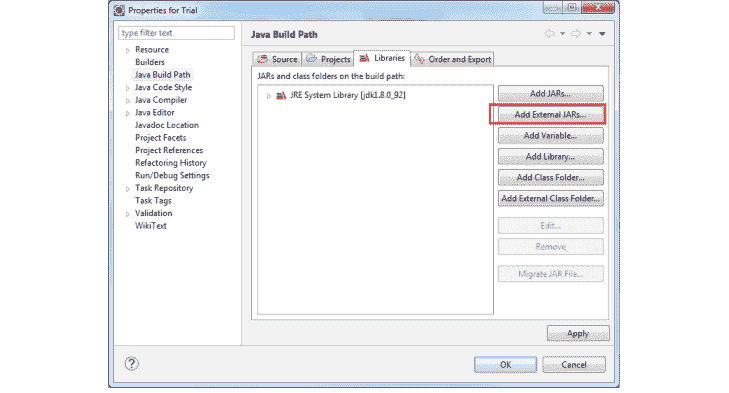 Properties for Trial
type filter text
Java Build Path
Resource
Builders
Java Build Path
Java Code Style
Java Compiler
Java Editor
Javadoc Location
Project Facets
Project References
Refactoring History
Run/Debug Settings
Task Repository
Task Tags
Validation
WikiText
Source
Projects
Libraries
Order and Export
JARs and class folders on the build path:
JRE System Library [jdk1.8.0_92]
Add JARs...
Add External JARs...
Add Variable...
Add Library...
Add Class Folder...
Add External Class Folder...
Edit...
Remove
Migrate JAR File...
Apply
?
OK
Cancel